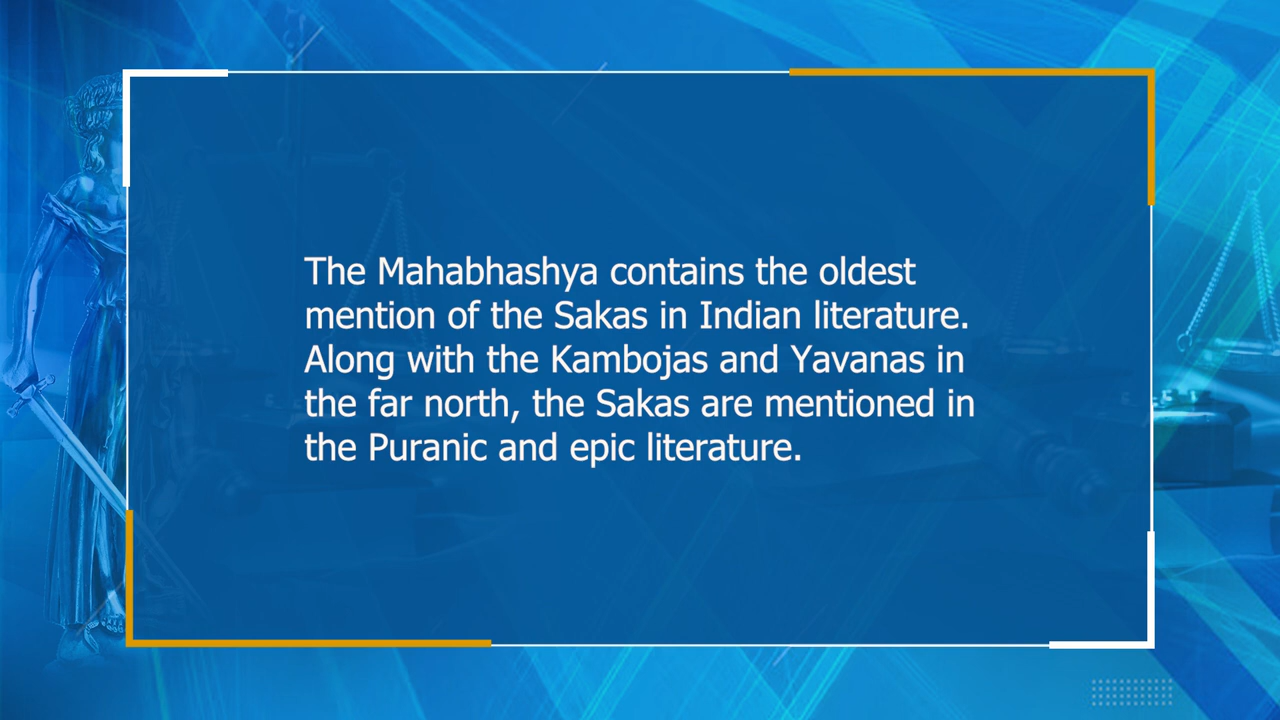 The Mahabhashya contains the oldest
mention of the Sakas in Indian literature.
Along with the Kambojas and Yavanas in
the far north, the Sakas are mentioned in
the Puranic and epic literature.